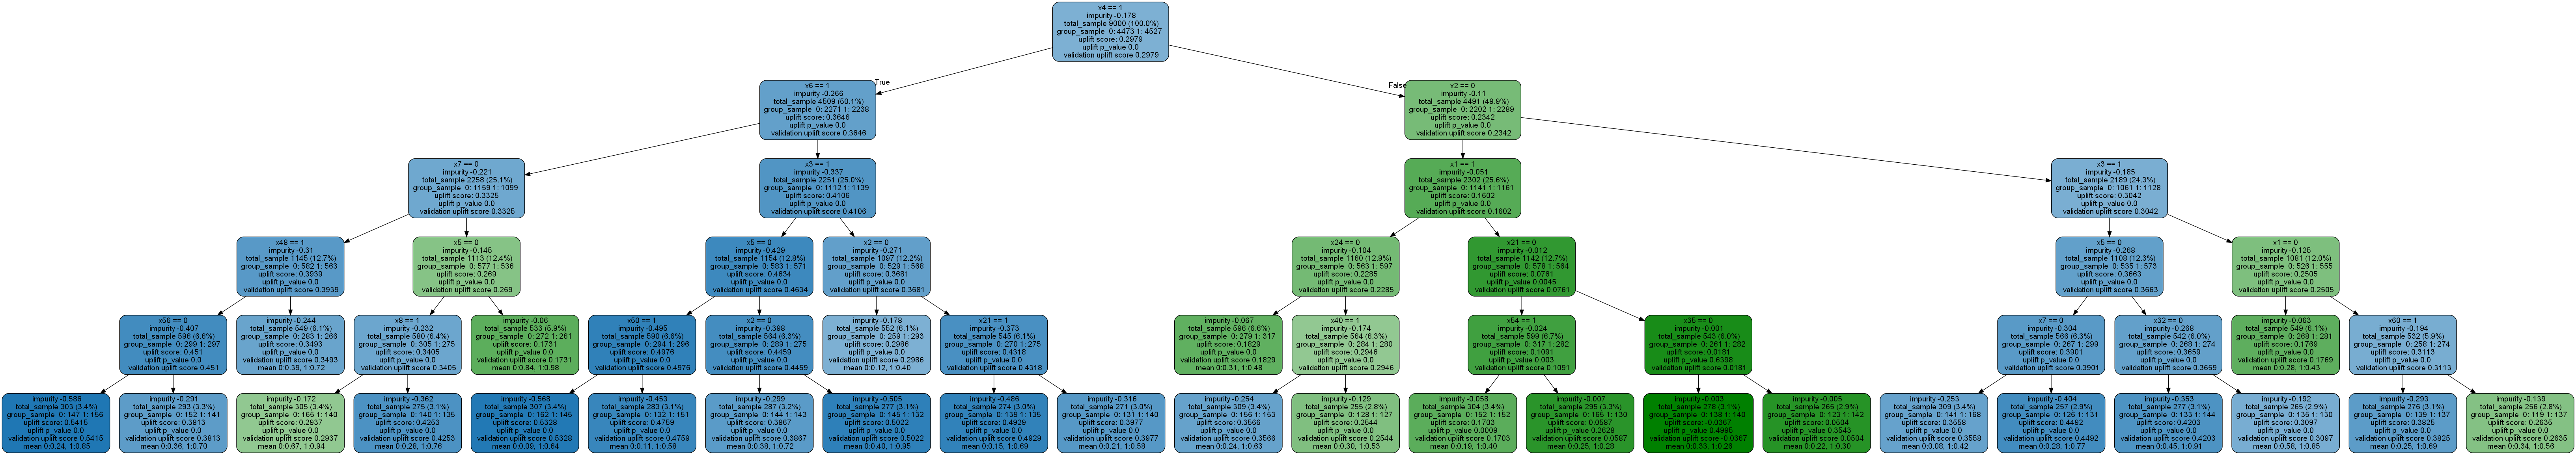 x4 == 1
impurity -0.178
total_sample 9000 (100.0%)
group_sample 0: 4473 1: 4527
uplift score: 0.2979
uplift p_value 0.0
validation uplift score 0.2979
True
False
x6 == 1
impurity -0.266
total_sample 4509 (50.1%)
group_sample 0: 2271 1: 2238
uplift score: 0.3646
uplift p_value 0.0
validation uplift score 0.3646
x2 == 0
impurity -0.11
total_sample 4491 (49.9%)
group_sample 0: 2202 1: 2289
uplift score: 0.2342
uplift p_value 0.0
validation uplift score 0.2342
x7 == 0
impurity -0.221
total_sample 2258 (25.1%)
group_sample 0: 1159 1: 1099
uplift score: 0.3325
uplift p_value 0.0
validation uplift score 0.3325
x3 == 1
impurity -0.337
total_sample 2251 (25.0%)
group_sample 0: 1112 1: 1139
uplift score: 0.4106
uplift p_value 0.0
validation uplift score 0.4106
x1 == 1
impurity -0.051
total_sample 2302 (25.6%)
group_sample 0: 1141 1: 1161
uplift score: 0.1602
uplift p_value 0.0
validation uplift score 0.1602
x3 == 1
impurity -0.185
total_sample 2189 (24.3%)
group_sample 0: 1061 1: 1128
uplift score: 0.3042
uplift p_value 0.0
validation uplift score 0.3042
x48 == 1
impurity -0.31
total_sample 1145 (12.7%)
group_sample 0: 582 1: 563
uplift score: 0.3939
uplift p_value 0.0
validation uplift score 0.3939
x5 == 0
impurity -0.145
total_sample 1113 (12.4%)
group_sample 0: 577 1: 536
uplift score: 0.269
uplift p_value 0.0
validation uplift score 0.269
x5 == 0
impurity -0.429
total_sample 1154 (12.8%)
group_sample 0: 583 1: 571
uplift score: 0.4634
uplift p_value 0.0
validation uplift score 0.4634
x2 == 0
impurity -0.271
total_sample 1097 (12.2%)
group_sample 0: 529 1: 568
uplift score: 0.3681
uplift p_value 0.0
validation uplift score 0.3681
x24 == 0
impurity -0.104
total_sample 1160 (12.9%)
group_sample 0: 563 1: 597
uplift score: 0.2285
uplift p_value 0.0
validation uplift score 0.2285
x21 == 0
impurity -0.012
total_sample 1142 (12.7%)
group_sample 0: 578 1: 564
uplift score: 0.0761
uplift p_value 0.0045
validation uplift score 0.0761
x5 == 0
impurity -0.268
total_sample 1108 (12.3%)
group_sample 0: 535 1: 573
uplift score: 0.3663
uplift p_value 0.0
validation uplift score 0.3663
x1 == 0
impurity -0.125
total_sample 1081 (12.0%)
group_sample 0: 526 1: 555
uplift score: 0.2505
uplift p_value 0.0
validation uplift score 0.2505
x56 == 0
impurity -0.407
total_sample 596 (6.6%)
group_sample 0: 299 1: 297
uplift score: 0.451
uplift p_value 0.0
validation uplift score 0.451
impurity -0.244
total_sample 549 (6.1%)
group_sample 0: 283 1: 266
uplift score: 0.3493
uplift p_value 0.0
validation uplift score 0.3493
mean 0:0.39, 1:0.72
x8 == 1
impurity -0.232
total_sample 580 (6.4%)
group_sample 0: 305 1: 275
uplift score: 0.3405
uplift p_value 0.0
validation uplift score 0.3405
impurity -0.06
total_sample 533 (5.9%)
group_sample 0: 272 1: 261
uplift score: 0.1731
uplift p_value 0.0
validation uplift score 0.1731
mean 0:0.84, 1:0.98
x50 == 1
impurity -0.495
total_sample 590 (6.6%)
group_sample 0: 294 1: 296
uplift score: 0.4976
uplift p_value 0.0
validation uplift score 0.4976
x2 == 0
impurity -0.398
total_sample 564 (6.3%)
group_sample 0: 289 1: 275
uplift score: 0.4459
uplift p_value 0.0
validation uplift score 0.4459
impurity -0.178
total_sample 552 (6.1%)
group_sample 0: 259 1: 293
uplift score: 0.2986
uplift p_value 0.0
validation uplift score 0.2986
mean 0:0.12, 1:0.40
x21 == 1
impurity -0.373
total_sample 545 (6.1%)
group_sample 0: 270 1: 275
uplift score: 0.4318
uplift p_value 0.0
validation uplift score 0.4318
impurity -0.067
total_sample 596 (6.6%)
group_sample 0: 279 1: 317
uplift score: 0.1829
uplift p_value 0.0
validation uplift score 0.1829
mean 0:0.31, 1:0.48
x40 == 1
impurity -0.174
total_sample 564 (6.3%)
group_sample 0: 284 1: 280
uplift score: 0.2946
uplift p_value 0.0
validation uplift score 0.2946
x54 == 1
impurity -0.024
total_sample 599 (6.7%)
group_sample 0: 317 1: 282
uplift score: 0.1091
uplift p_value 0.003
validation uplift score 0.1091
x35 == 0
impurity -0.001
total_sample 543 (6.0%)
group_sample 0: 261 1: 282
uplift score: 0.0181
uplift p_value 0.6398
validation uplift score 0.0181
x7 == 0
impurity -0.304
total_sample 566 (6.3%)
group_sample 0: 267 1: 299
uplift score: 0.3901
uplift p_value 0.0
validation uplift score 0.3901
x32 == 0
impurity -0.268
total_sample 542 (6.0%)
group_sample 0: 268 1: 274
uplift score: 0.3659
uplift p_value 0.0
validation uplift score 0.3659
impurity -0.063
total_sample 549 (6.1%)
group_sample 0: 268 1: 281
uplift score: 0.1769
uplift p_value 0.0
validation uplift score 0.1769
mean 0:0.28, 1:0.43
x60 == 1
impurity -0.194
total_sample 532 (5.9%)
group_sample 0: 258 1: 274
uplift score: 0.3113
uplift p_value 0.0
validation uplift score 0.3113
impurity -0.586
total_sample 303 (3.4%)
group_sample 0: 147 1: 156
uplift score: 0.5415
uplift p_value 0.0
validation uplift score 0.5415
mean 0:0.24, 1:0.85
impurity -0.291
total_sample 293 (3.3%)
group_sample 0: 152 1: 141
uplift score: 0.3813
uplift p_value 0.0
validation uplift score 0.3813
mean 0:0.36, 1:0.70
impurity -0.172
total_sample 305 (3.4%)
group_sample 0: 165 1: 140
uplift score: 0.2937
uplift p_value 0.0
validation uplift score 0.2937
mean 0:0.67, 1:0.94
impurity -0.362
total_sample 275 (3.1%)
group_sample 0: 140 1: 135
uplift score: 0.4253
uplift p_value 0.0
validation uplift score 0.4253
mean 0:0.28, 1:0.76
impurity -0.568
total_sample 307 (3.4%)
group_sample 0: 162 1: 145
uplift score: 0.5328
uplift p_value 0.0
validation uplift score 0.5328
mean 0:0.09, 1:0.64
impurity -0.453
total_sample 283 (3.1%)
group_sample 0: 132 1: 151
uplift score: 0.4759
uplift p_value 0.0
validation uplift score 0.4759
mean 0:0.11, 1:0.58
impurity -0.299
total_sample 287 (3.2%)
group_sample 0: 144 1: 143
uplift score: 0.3867
uplift p_value 0.0
validation uplift score 0.3867
mean 0:0.38, 1:0.72
impurity -0.505
total_sample 277 (3.1%)
group_sample 0: 145 1: 132
uplift score: 0.5022
uplift p_value 0.0
validation uplift score 0.5022
mean 0:0.40, 1:0.95
impurity -0.486
total_sample 274 (3.0%)
group_sample 0: 139 1: 135
uplift score: 0.4929
uplift p_value 0.0
validation uplift score 0.4929
mean 0:0.15, 1:0.69
impurity -0.316
total_sample 271 (3.0%)
group_sample 0: 131 1: 140
uplift score: 0.3977
uplift p_value 0.0
validation uplift score 0.3977
mean 0:0.21, 1:0.58
impurity -0.254
total_sample 309 (3.4%)
group_sample 0: 156 1: 153
uplift score: 0.3566
uplift p_value 0.0
validation uplift score 0.3566
mean 0:0.24, 1:0.63
impurity -0.129
total_sample 255 (2.8%)
group_sample 0: 128 1: 127
uplift score: 0.2544
uplift p_value 0.0
validation uplift score 0.2544
mean 0:0.30, 1:0.53
impurity -0.058
total_sample 304 (3.4%)
group_sample 0: 152 1: 152
uplift score: 0.1703
uplift p_value 0.0009
validation uplift score 0.1703
mean 0:0.19, 1:0.40
impurity -0.007
total_sample 295 (3.3%)
group_sample 0: 165 1: 130
uplift score: 0.0587
uplift p_value 0.2628
validation uplift score 0.0587
mean 0:0.25, 1:0.28
impurity -0.003
total_sample 278 (3.1%)
group_sample 0: 138 1: 140
uplift score: -0.0367
uplift p_value 0.4995
validation uplift score -0.0367
mean 0:0.33, 1:0.26
impurity -0.005
total_sample 265 (2.9%)
group_sample 0: 123 1: 142
uplift score: 0.0504
uplift p_value 0.3543
validation uplift score 0.0504
mean 0:0.22, 1:0.30
impurity -0.253
total_sample 309 (3.4%)
group_sample 0: 141 1: 168
uplift score: 0.3558
uplift p_value 0.0
validation uplift score 0.3558
mean 0:0.08, 1:0.42
impurity -0.404
total_sample 257 (2.9%)
group_sample 0: 126 1: 131
uplift score: 0.4492
uplift p_value 0.0
validation uplift score 0.4492
mean 0:0.28, 1:0.77
impurity -0.353
total_sample 277 (3.1%)
group_sample 0: 133 1: 144
uplift score: 0.4203
uplift p_value 0.0
validation uplift score 0.4203
mean 0:0.45, 1:0.91
impurity -0.192
total_sample 265 (2.9%)
group_sample 0: 135 1: 130
uplift score: 0.3097
uplift p_value 0.0
validation uplift score 0.3097
mean 0:0.58, 1:0.85
impurity -0.293
total_sample 276 (3.1%)
group_sample 0: 139 1: 137
uplift score: 0.3825
uplift p_value 0.0
validation uplift score 0.3825
mean 0:0.25, 1:0.69
impurity -0.139
total_sample 256 (2.8%)
group_sample 0: 119 1: 137
uplift score: 0.2635
uplift p_value 0.0
validation uplift score 0.2635
mean 0:0.34, 1:0.56